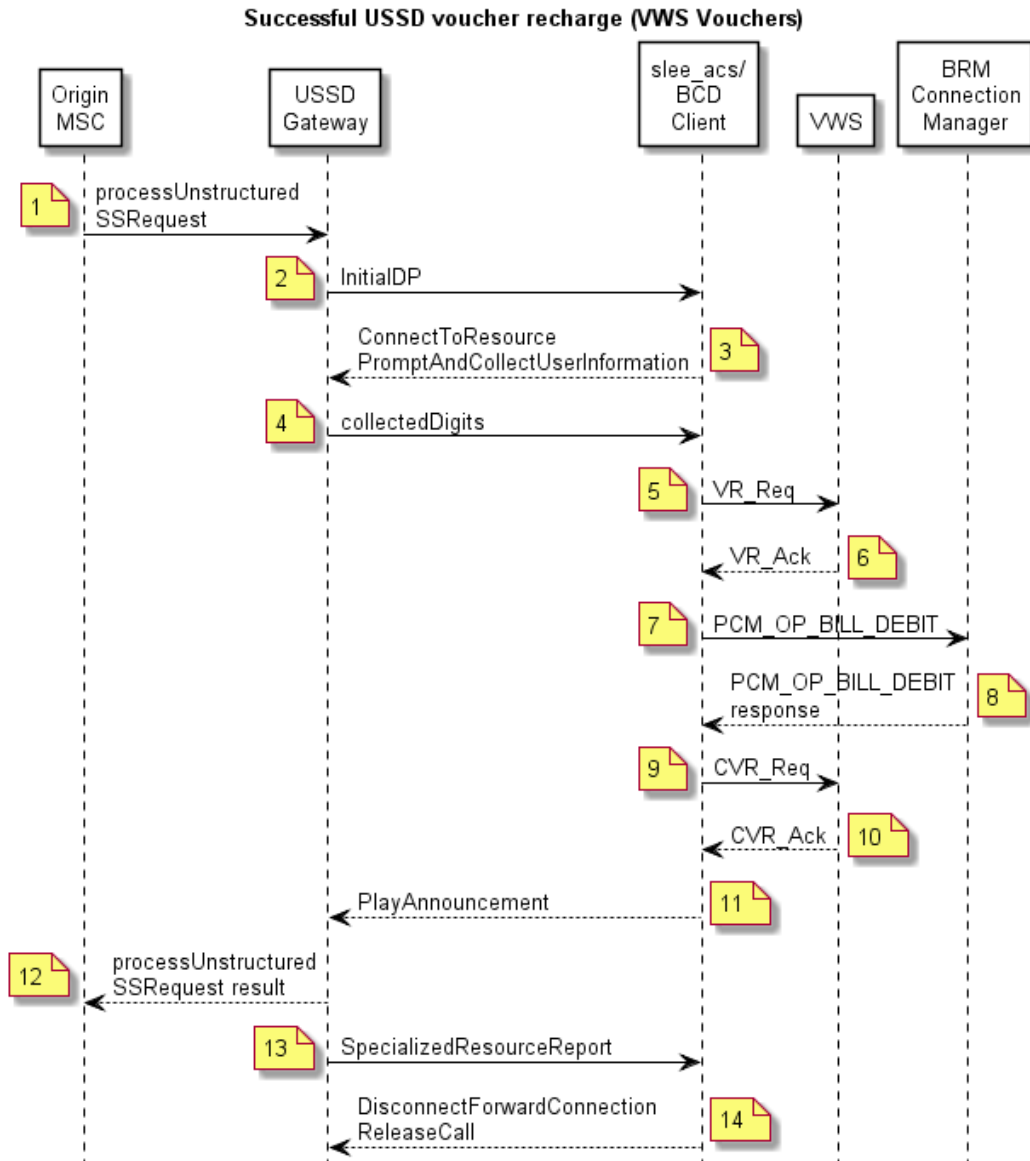 Successful USSD voucher recharge (VWS Vouchers)
Origin
MSC
USSD
Gateway
slee_acs/
BCD
Client
VWS
BRM
Connection
Manager
1
processUnstructured
SSRequest
2
InitialDP
ConnectToResource
PromptAndCollectUserInformation
3
4
collectedDigits
5
VR_Req
VR_Ack
6
7
PCM_OP_BILL_DEBIT
PCM_OP_BILL_DEBIT
response
8
9
CVR_Req
CVR_Ack
10
PlayAnnouncement
11
12
processUnstructured
SSRequest result
13
SpecializedResourceReport
DisconnectForwardConnection
ReleaseCall
14